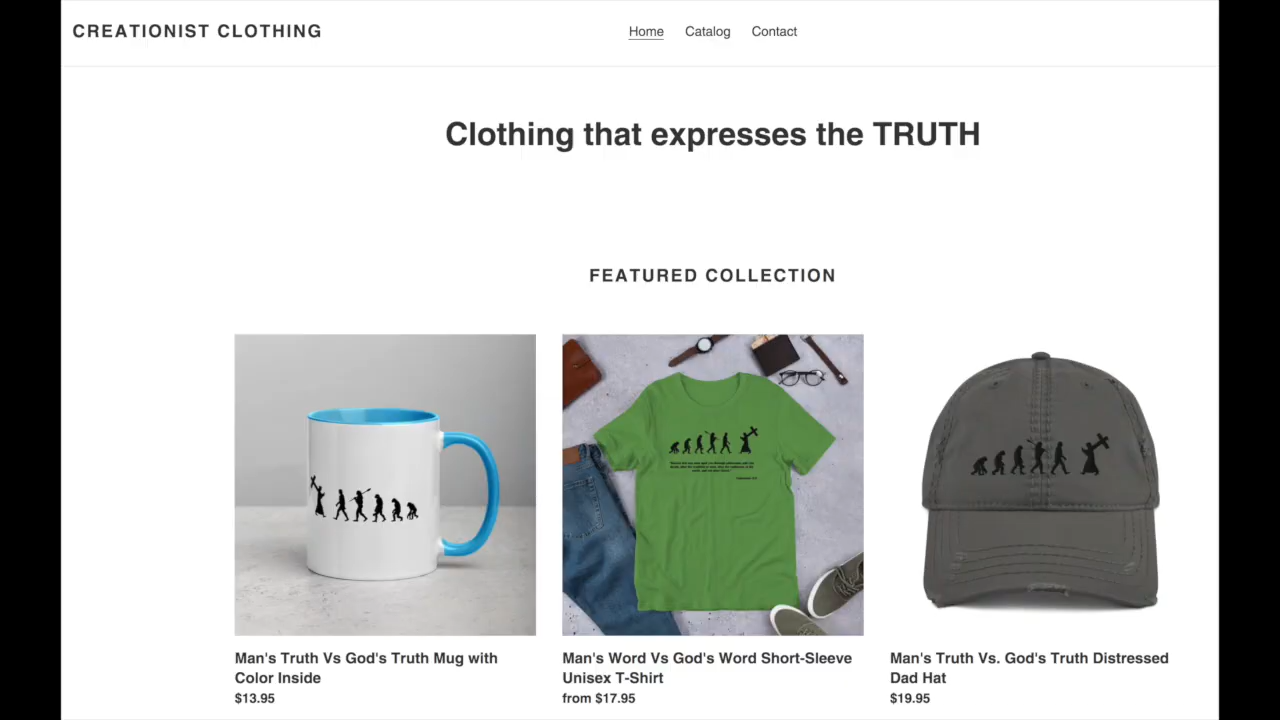 CREATIONIST CLOTHING
Home Catalog Contact
Clothing that expresses the TRUTH
FEATURED COLLECTION
Man's Truth Vs God's Truth Mug with
Color Inside
$13.95
Man's Word Vs God's Word Short-Sleeve
Unisex T-Shirt
from $17.95
Man's Truth Vs. God's Truth Distressed
Dad Hat
$19.95